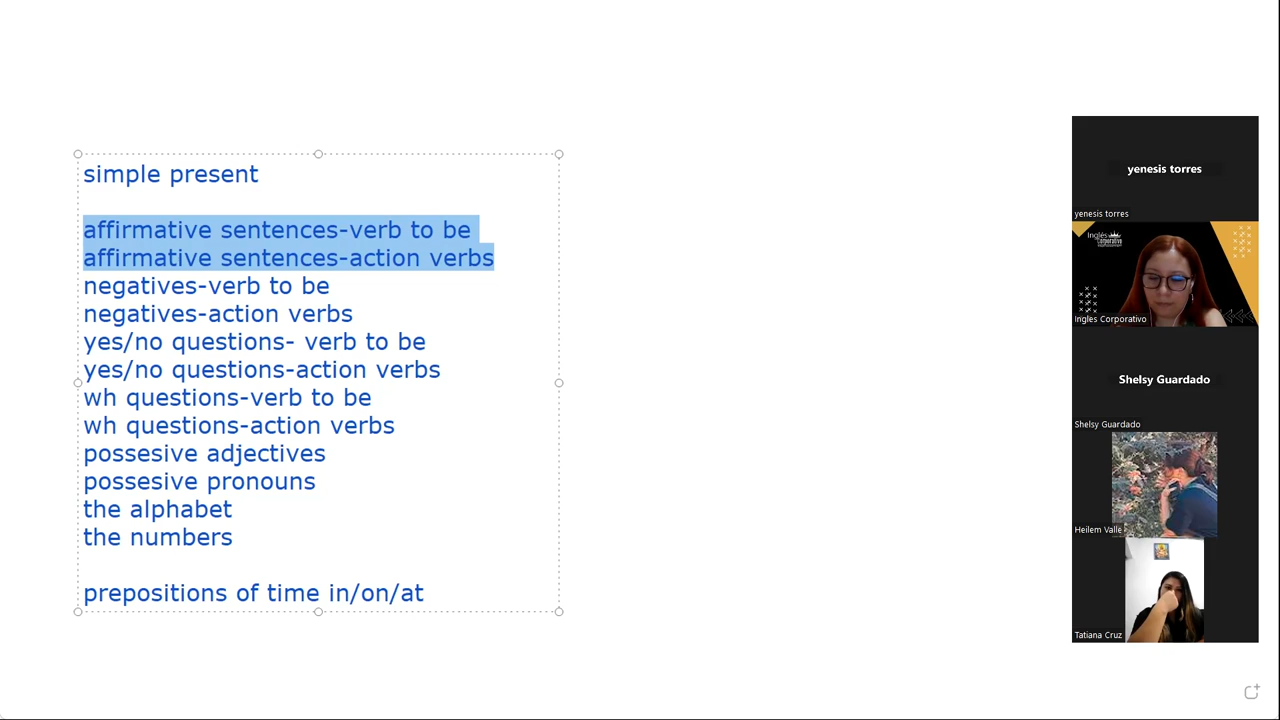 simple present
affirmative sentences-verb to be
affirmative sentences-action verbs
negatives-verb to be
negatives-action verbs
yes/no questions- verb to be
yes/no questions-action verbs
wh questions-verb to be
wh questions-action verbs
possesive adjectives
possesive pronouns
the alphabet
the numbers
prepositions of time in/on/at
yenesis torres
yenesis torres
Inglés
Corporativo
Ingles Corporativo
Shelsy Guardado
Shelsy Guardado
Heilem Valle
Tatiana Cruz